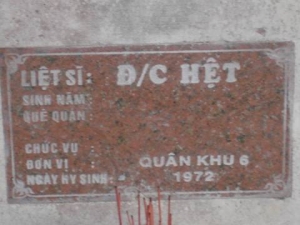 LIỆT SĨ: Đ/C HỆT
SINH NĂM:
QUÊ QUÁN:
CHỨC VỤ :
ĐƠN VỊ : QUÂN KHU 6
NGÀY HY SINH: 1972